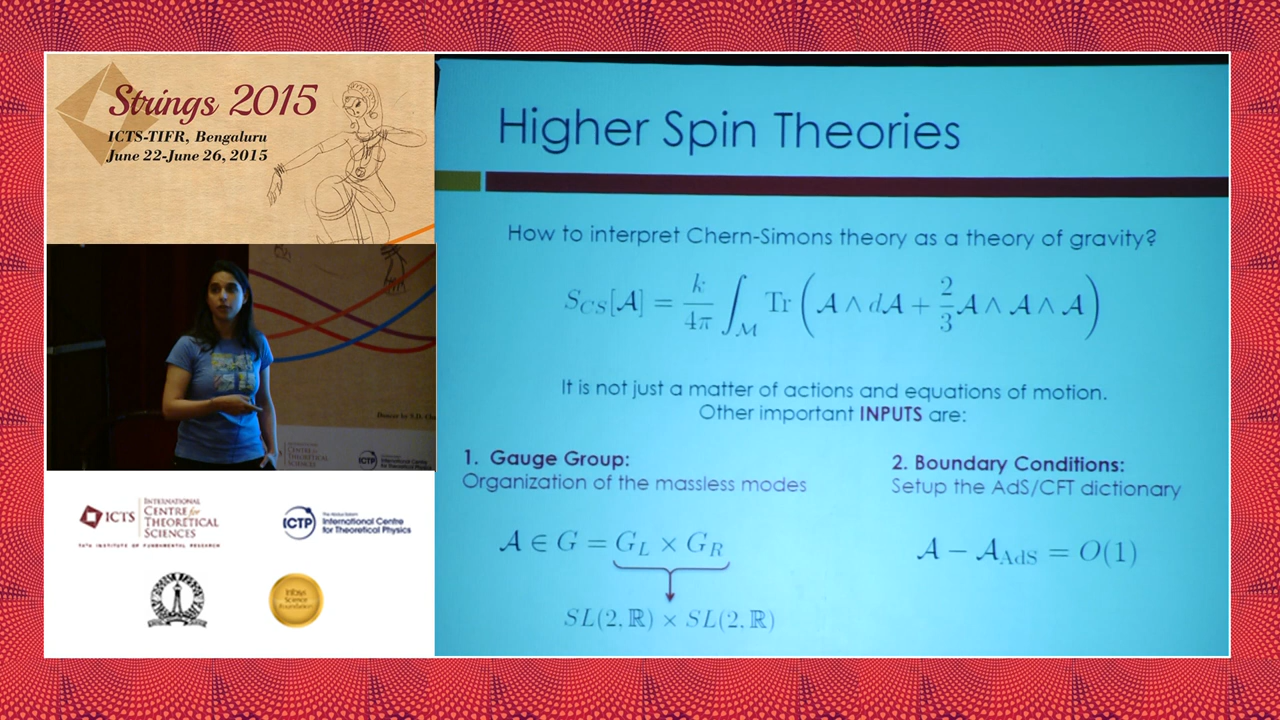 Strings 2015
ICTS-TIFR, Bengaluru
June 22-June 26, 2015
ICTS
INTERNATIONAL
CENTRE for
THEORETICAL
SCIENCES
TATA INSTITUTE OF FUNDAMENTAL RESEARCH
ICTP
The Abdus Salam
International Centre
for Theoretical Physics
Infosys
Science
Foundation
Higher Spin Theories
How to interpret Chern-Simons theory as a theory of gravity?
S_{CS}[𝒜] = k/4π ∫_ℳ Tr (𝒜 ∧ d𝒜 + 2/3 𝒜 ∧ 𝒜 ∧ 𝒜)
It is not just a matter of actions and equations of motion.
Other important INPUTS are:
1. Gauge Group:
Organization of the massless modes
𝒜 ∈ G = G_L × G_R
SL(2,ℝ) × SL(2,ℝ)
2. Boundary Conditions:
Setup the AdS/CFT dictionary
𝒜 − 𝒜_{AdS} = O(1)